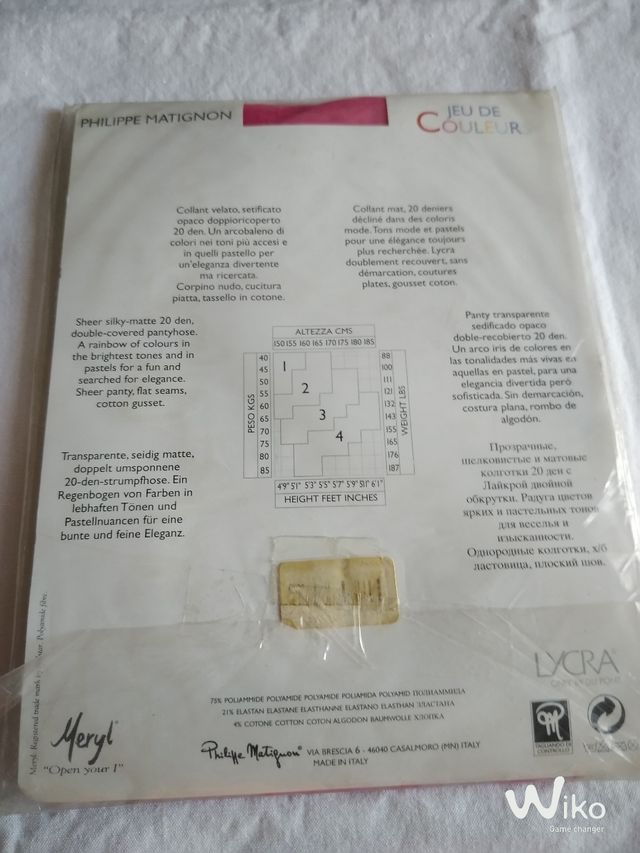 PHILIPPE MATIGNON
JEU DE
COULEUR
Collant velato, setificato
opaco doppioricoperto
20 den. Un arcobaleno di
colori nei toni più accesi e
in quelli pastello per
un'eleganza divertente
ma ricercata.
Corpino nudo, cucitura
piatta, tassello in cotone.
Collant mat, 20 deniers
décliné dans des coloris
mode. Tons mode et pastels
pour une élégance toujours
plus recherchée. Lycra
doublement recouvert, sans
démarcation, coutures
plates, gousset coton.
Sheer silky-matte 20 den,
double-covered pantyhose.
A rainbow of colours in
the brightest tones and in
pastels for a fun and
searched for elegance.
Sheer panty, flat seams,
cotton gusset.
ALTEZZA CMS
150 155 160 165 170 175 180 185
PESO KGS
40
45
50
55
60
65
70
75
80
85
1
2
3
4
88
100
111
121
132
143
155
165
176
187
WEIGHT LBS
4'9" 5'1" 5'3" 5'5" 5'7" 5'9" 5'11" 6'1"
HEIGHT FEET INCHES
Panty transparente
sedificado opaco
doble-recobierto 20 den.
Un arco iris de colores en
las tonalidades más vivas en
aquellas en pastel, para una
elegancia divertida peró
sofisticada. Sin demarcación,
costura plana, rombo de
algodón.
Transparente, seidig matte,
doppelt umsponnene
20-den-strumpfhose. Ein
Regenbogen von Farben in
lebhaften Tönen und
Pastellnuancen für eine
bunte und feine Eleganz.
Прозрачные,
шелковистые и матовые
колготки 20 ден с
Лайкрой двойной
обкрутки. Радуга цветов
ярких и пастельных тонов
для веселья и
изысканности.
Однородные колготки, х/б
ластовица, плоский шов.
LYCRA
75% POLIAMMIDE POLYAMIDE POLYAMIDE POLIAMIDA POLYAMID ПОЛИАММИДА
21% ELASTAN ELASTANE ELASTHANNE ELASTANO ELASTHAN ЭЛАСТАНА
4% COTONE COTTON COTON ALGODON BAUMWOLLE ХЛОПКА
Meryl
"Open your I"
Philippe Matignon VIA BRESCIA 6 - 46040 CASALMORO (MN) ITALY
MADE IN ITALY
TAGLIANDO DI
CONTROLLO
Wiko
Game changer